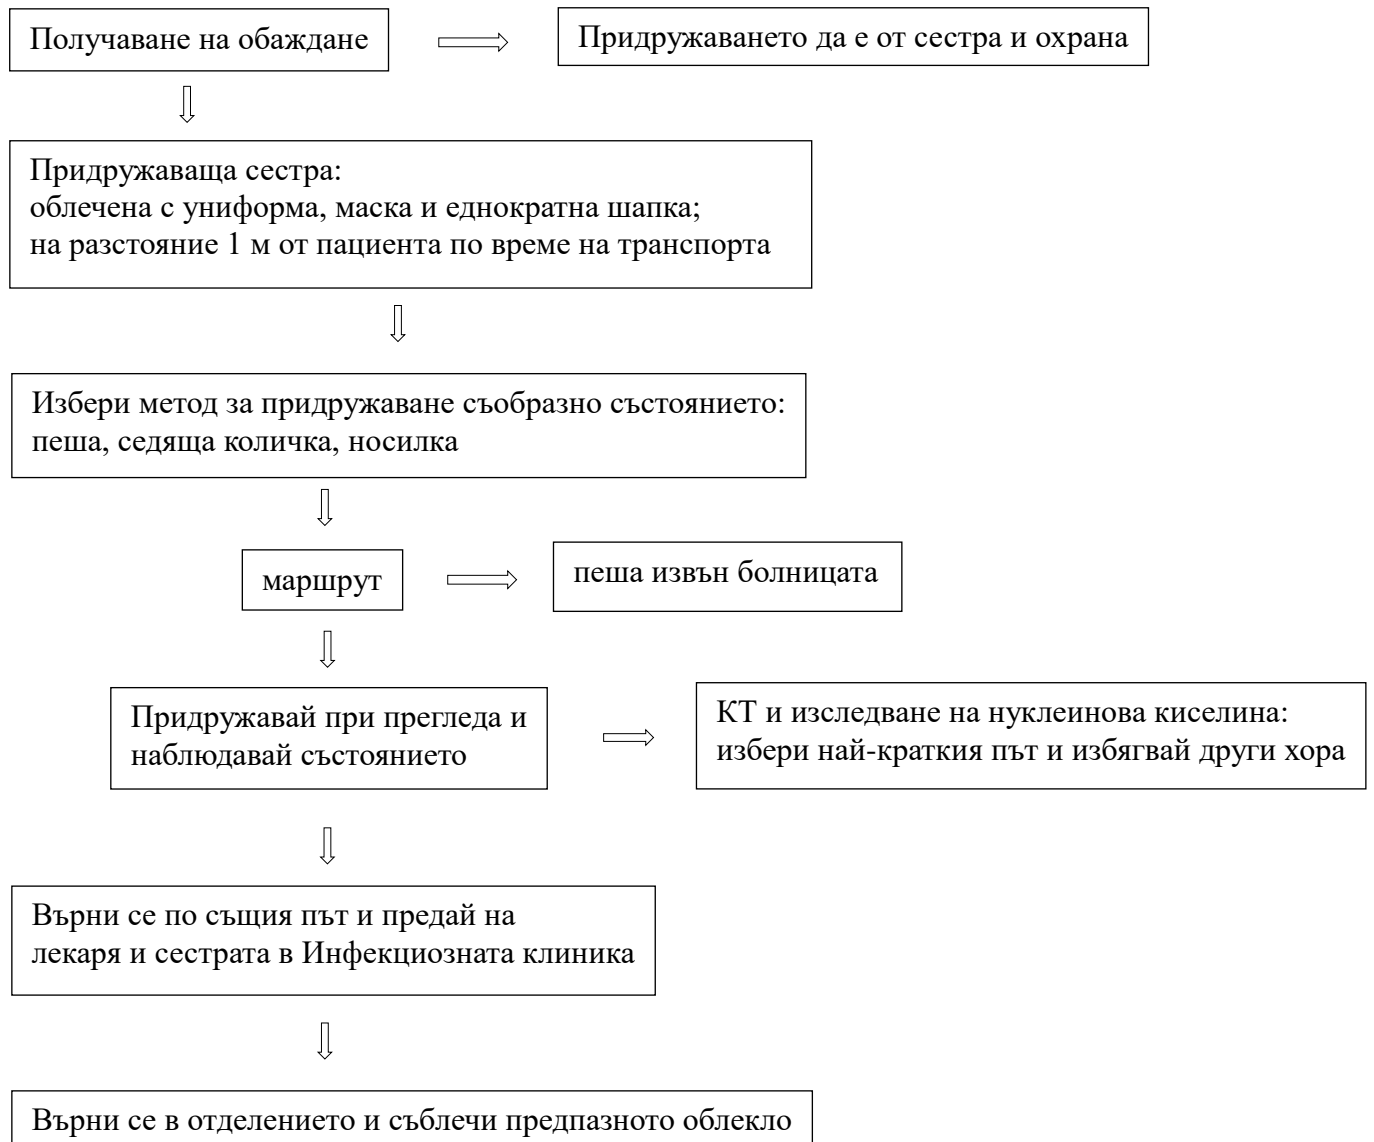 Получаване на обаждане
Придружаването да е от сестра и охрана
Придружаваща сестра:
облечена с униформа, маска и еднократна шапка;
на разстояние 1 м от пациента по време на транспорта
Избери метод за придружаване съобразно състоянието:
пеша, седяща количка, носилка
маршрут
пеша извън болницата
Придружавай при прегледа и
наблюдавай състоянието
КТ и изследване на нуклеинова киселина:
избери най-краткия път и избягвай други хора
Върни се по същия път и предай на
лекаря и сестрата в Инфекциозната клиника
Върни се в отделението и съблечи предпазното облекло